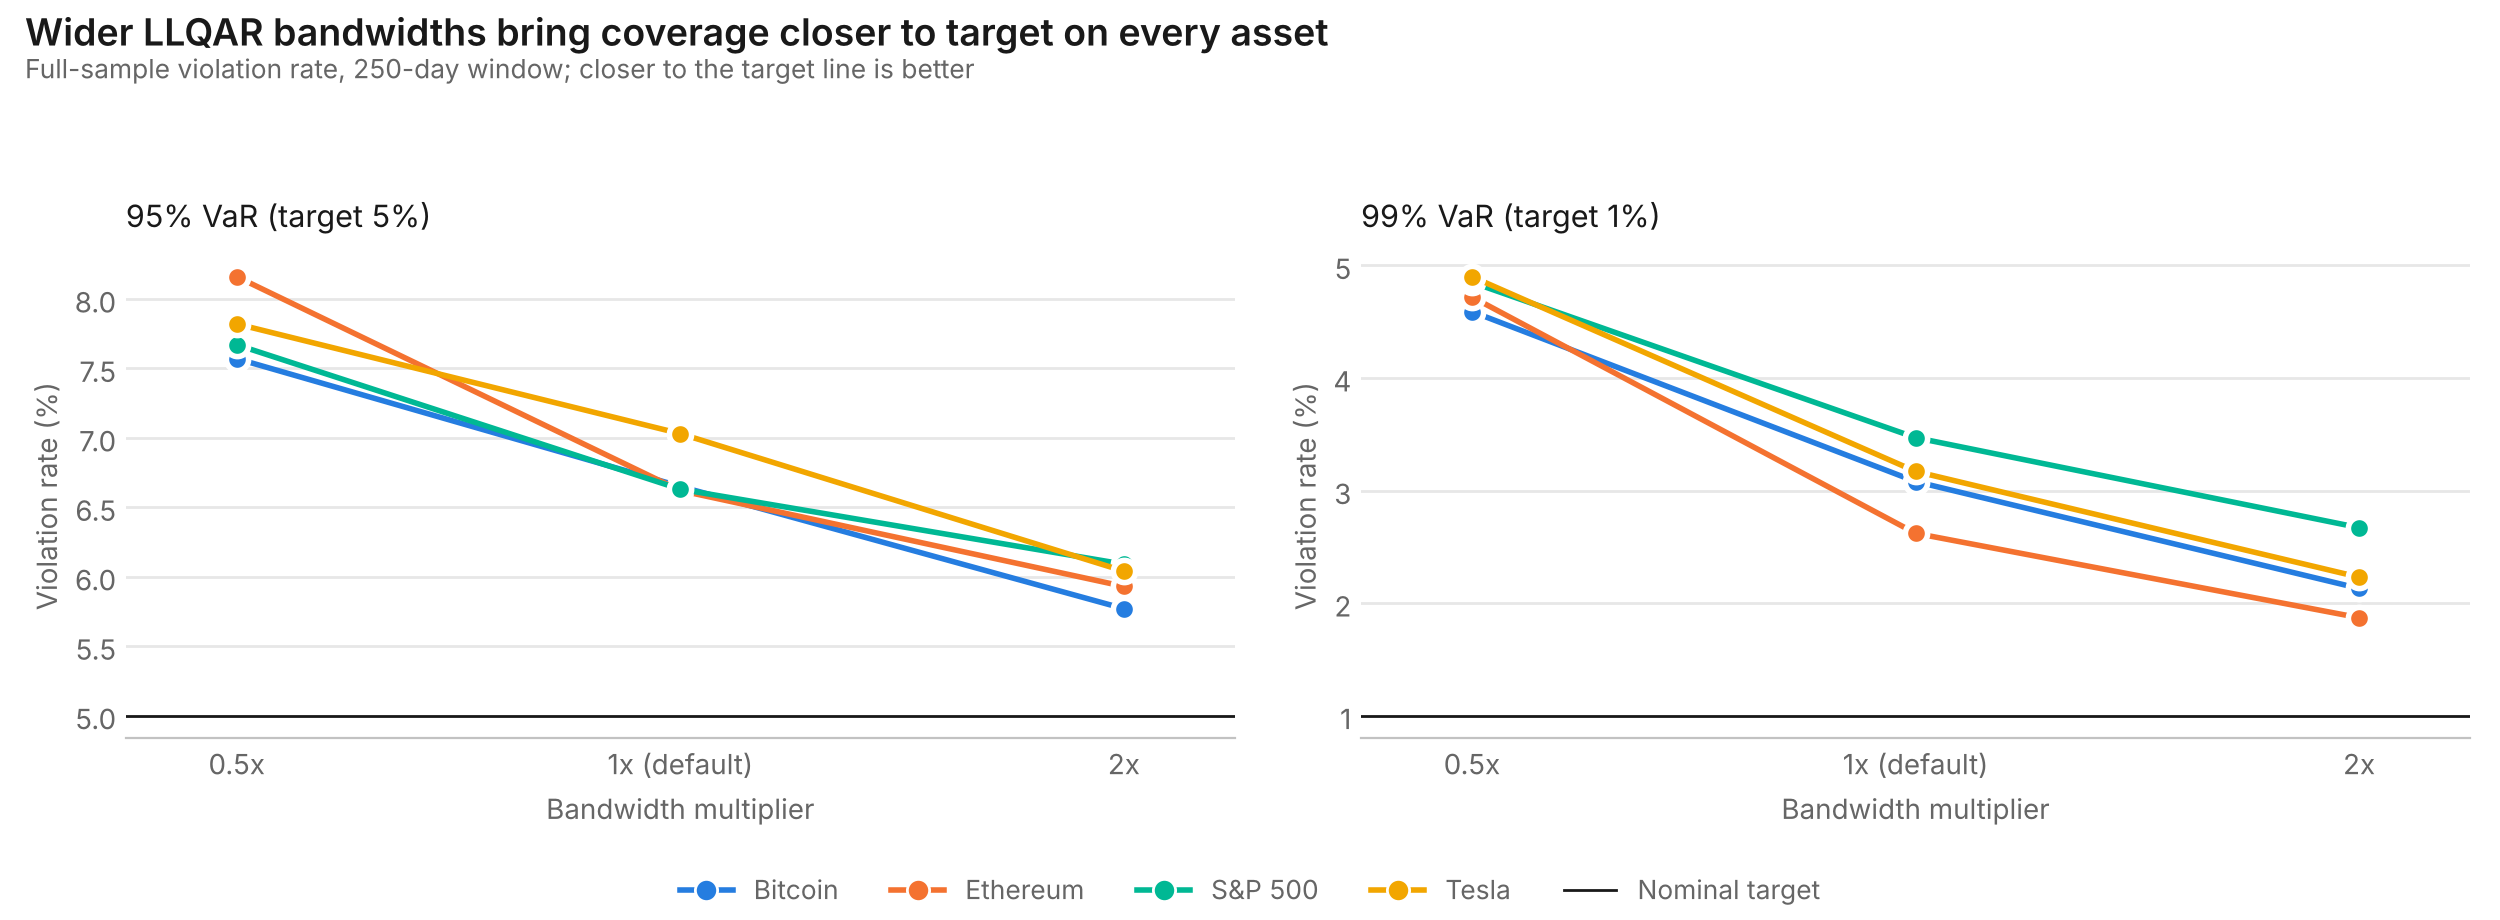 Wider LLQAR bandwidths bring coverage closer to target on every asset
Full-sample violation rate, 250-day window; closer to the target line is better
95% VaR (target 5%)
Violation rate (%)
8.0
7.5
7.0
6.5
6.0
5.5
5.0
0.5x
1x (default)
2x
Bandwidth multiplier
99% VaR (target 1%)
Violation rate (%)
5
4
3
2
1
0.5x
1x (default)
2x
Bandwidth multiplier
Bitcoin
Ethereum
S&P 500
Tesla
Nominal target